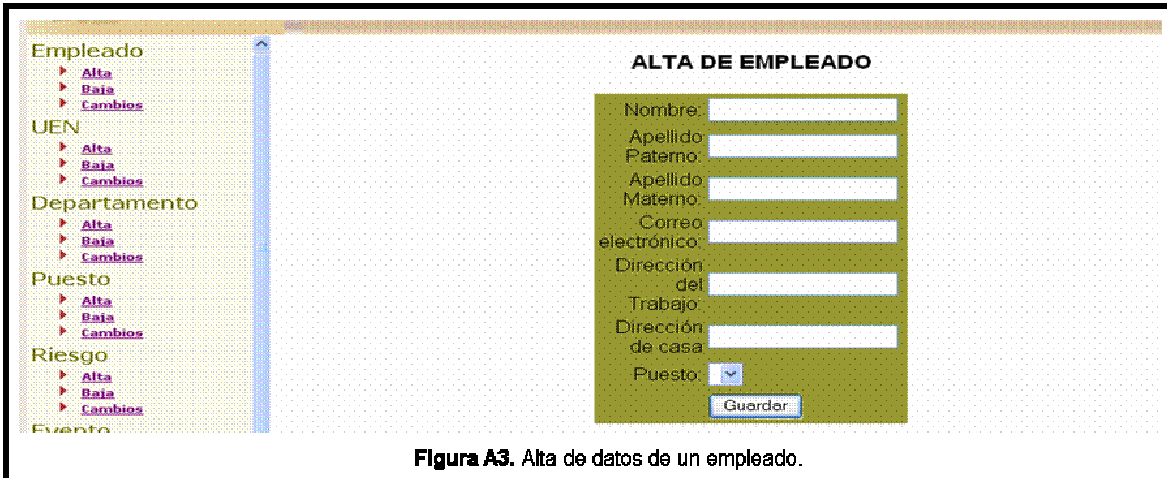 Empleado
Alta
Baja
Cambios
UEN
Alta
Baja
Cambios
Departamento
Alta
Baja
Cambios
Puesto
Alta
Baja
Cambios
Riesgo
Alta
Baja
Cambios
Evento
ALTA DE EMPLEADO
Nombre:
Apellido
Paterno:
Apellido
Materno:
Correo
electrónico:
Dirección
del
Trabajo:
Dirección
de casa
Puesto:
Guardar
Figura A3. Alta de datos de un empleado.